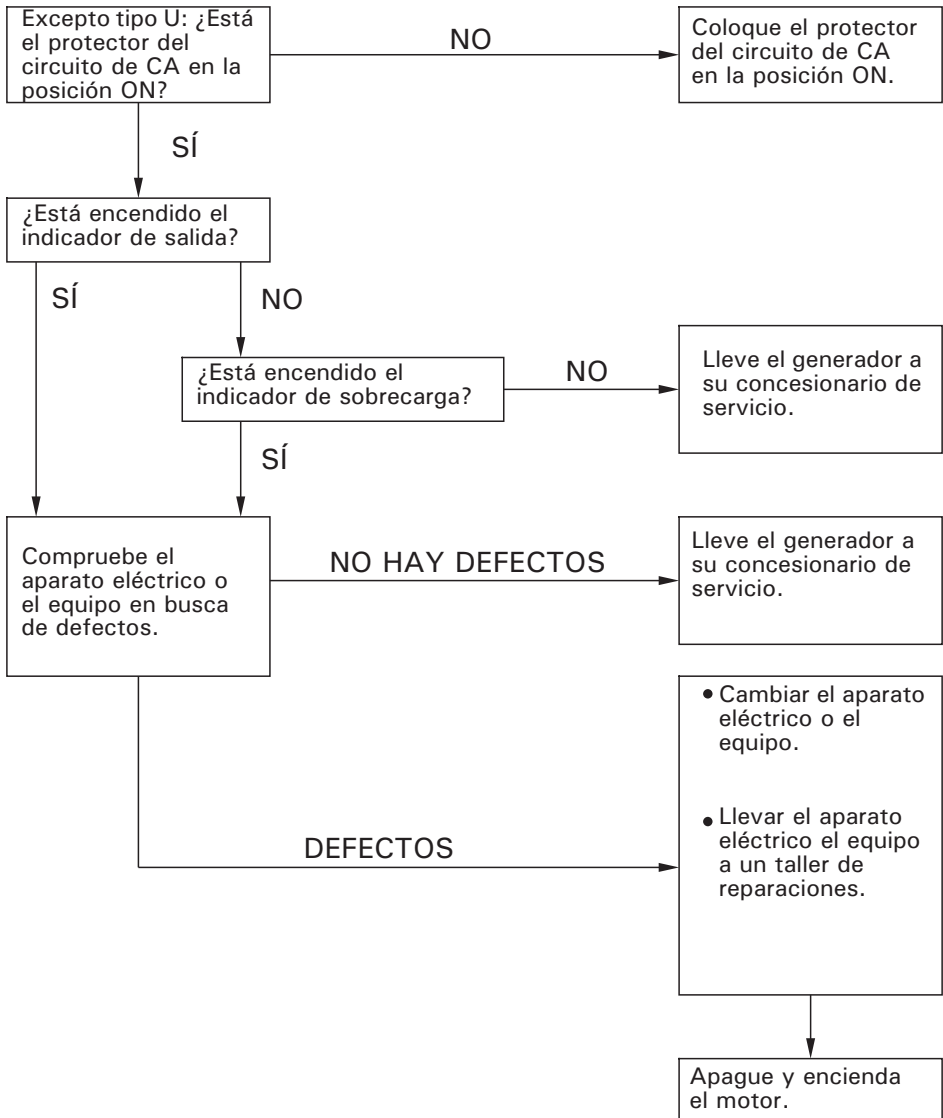 Excepto tipo U: ¿Está
el protector del
circuito de CA en la
posición ON?
NO
Coloque el protector
del circuito de CA
en la posición ON.
SÍ
¿Está encendido el
indicador de salida?
SÍ
NO
¿Está encendido el
indicador de sobrecarga?
NO
Lleve el generador a
su concesionario de
servicio.
SÍ
Compruebe el
aparato eléctrico o
el equipo en busca
de defectos.
NO HAY DEFECTOS
Lleve el generador a
su concesionario de
servicio.
DEFECTOS
● Cambiar el aparato
eléctrico o el
equipo.
● Llevar el aparato
eléctrico el equipo
a un taller de
reparaciones.
Apague y encienda
el motor.